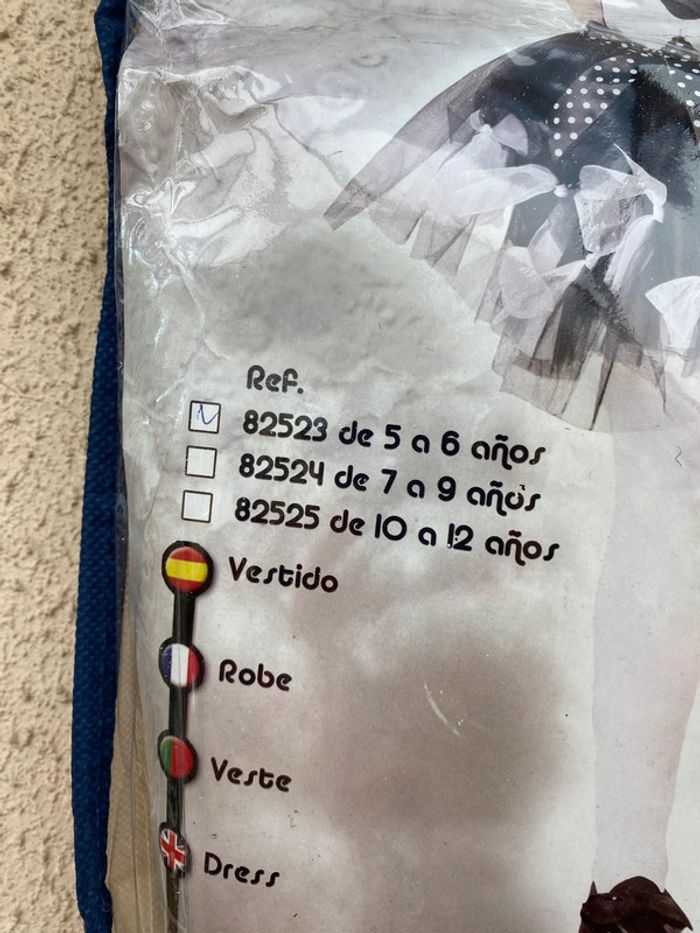 Ref.
82523 de 5 a 6 años
82524 de 7 a 9 años
82525 de 10 a 12 años
Vestido
Robe
Veste
Dress